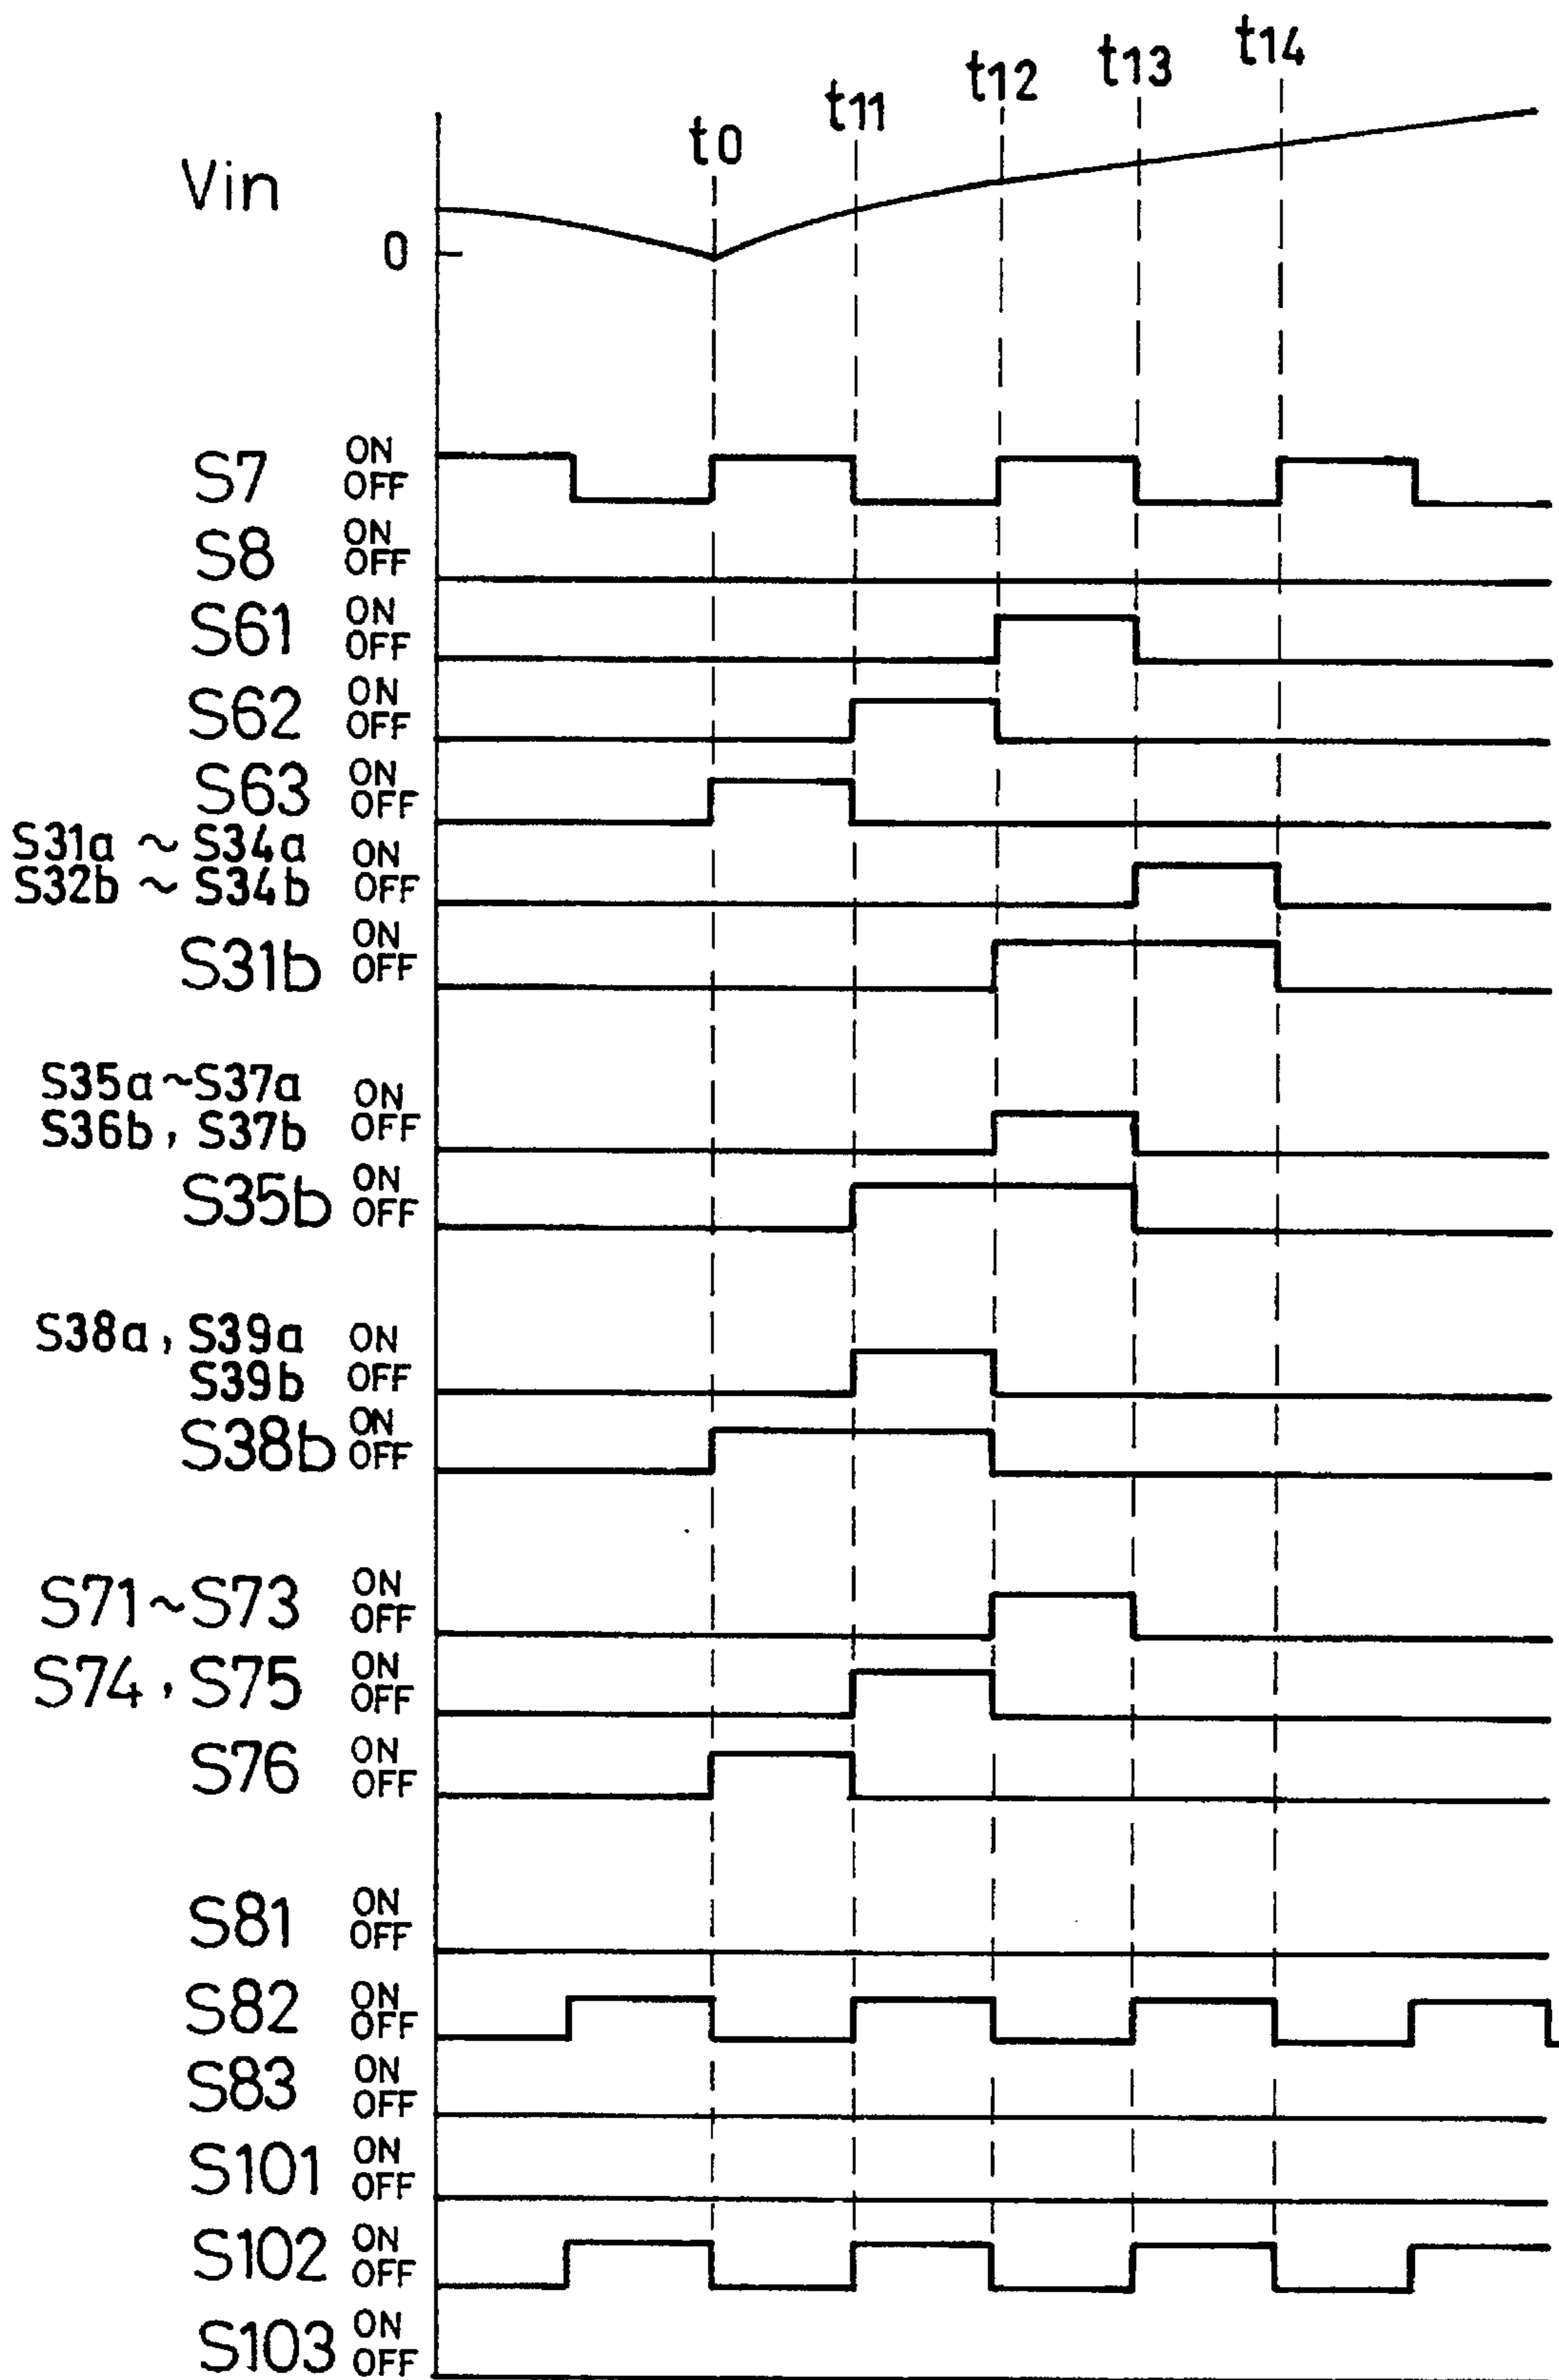 t0 t11 t12 t13 t14
Vin
0
S7 ON OFF
S8 ON OFF
S61 ON OFF
S62 ON OFF
S63 ON OFF
S31a ~ S34a ON
S32b ~ S34b OFF
S31b ON OFF
S35a~S37a ON
S36b, S37b OFF
S35b ON OFF
S38a, S39a ON
S39b OFF
S38b ON OFF
S71~S73 ON OFF
S74, S75 ON OFF
S76 ON OFF
S81 ON OFF
S82 ON OFF
S83 ON OFF
S101 ON OFF
S102 ON OFF
S103 ON OFF